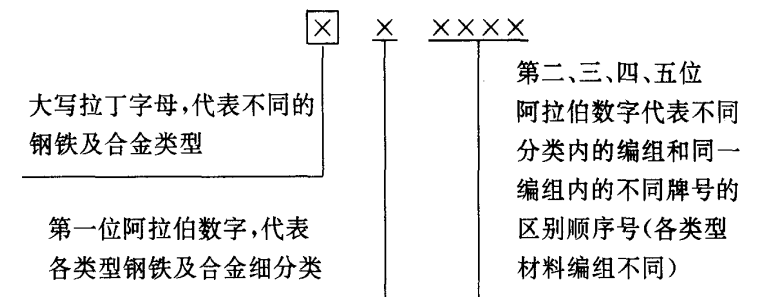 × × ××××
大写拉丁字母,代表不同的
钢铁及合金类型
第一位阿拉伯数字,代表
各类型钢铁及合金细分类
第二、三、四、五位
阿拉伯数字代表不同
分类内的编组和同一
编组内的不同牌号的
区别顺序号(各类型
材料编组不同)